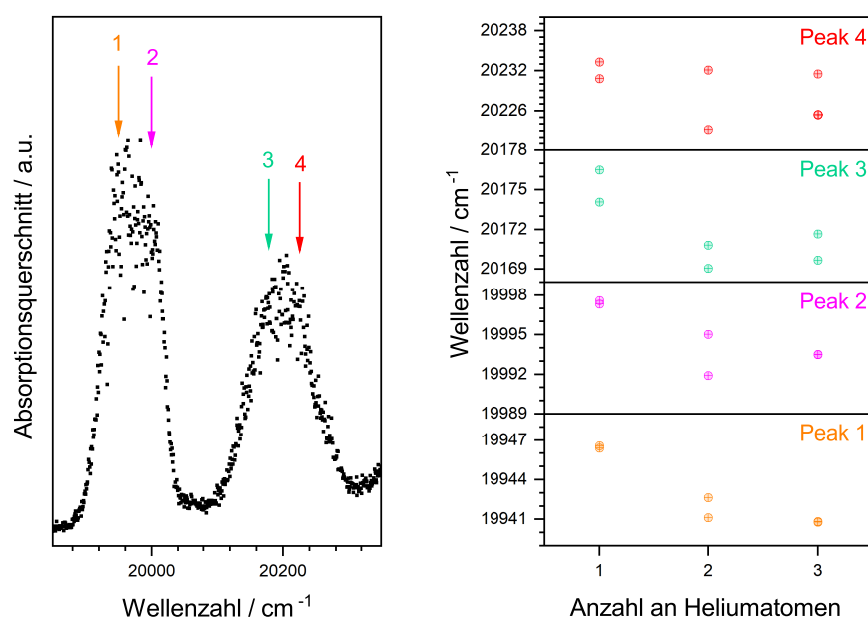 1
2
3
4
Absorptionsquerschnitt / a.u.
20000
20200
Wellenzahl / cm⁻¹
Wellenzahl / cm⁻¹
20238
20232
20226
20178
20175
20172
20169
19998
19995
19992
19989
19947
19944
19941
Peak 4
Peak 3
Peak 2
Peak 1
1
2
3
Anzahl an Heliumatomen